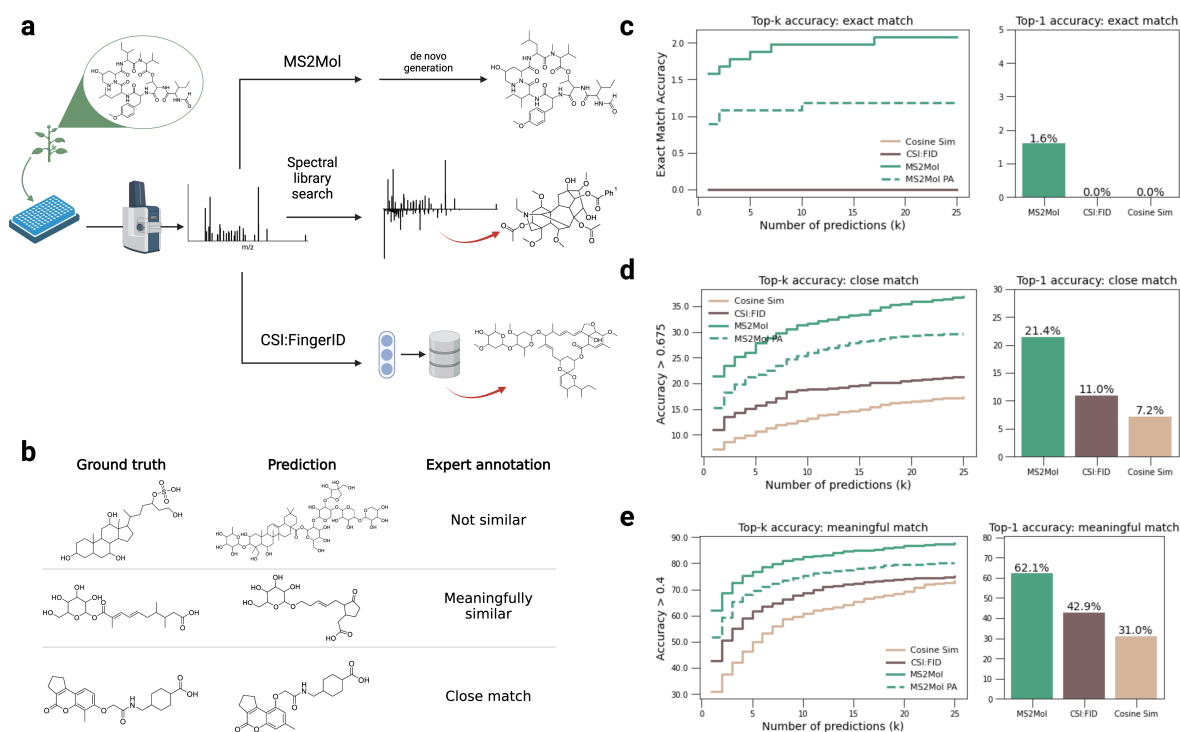 a
MS2Mol
de novo
generation
Spectral
library
search
m/z
CSI:FingerID
b
Ground truth
Prediction
Expert annotation
Not similar
Meaningfully
similar
Close match
c
Top-k accuracy: exact match
Exact Match Accuracy
2.0
1.5
1.0
0.5
0.0
Cosine Sim
CSI:FID
MS2Mol
MS2Mol PA
0
5
10
15
20
25
Number of predictions (k)
Top-1 accuracy: exact match
5
4
3
2
1
0
1.6%
0.0%
0.0%
MS2Mol
CSI:FID
Cosine Sim
d
Top-k accuracy: close match
Accuracy > 0.675
35.0
30.0
25.0
20.0
15.0
10.0
Cosine Sim
CSI:FID
MS2Mol
MS2Mol PA
0
5
10
15
20
25
Number of predictions (k)
Top-1 accuracy: close match
30
25
20
15
10
5
0
21.4%
11.0%
7.2%
MS2Mol
CSI:FID
Cosine Sim
e
Top-k accuracy: meaningful match
Accuracy > 0.4
90.0
80.0
70.0
60.0
50.0
40.0
30.0
Cosine Sim
CSI:FID
MS2Mol
MS2Mol PA
0
5
10
15
20
25
Number of predictions (k)
Top-1 accuracy: meaningful match
80
70
60
50
40
30
20
10
0
62.1%
42.9%
31.0%
MS2Mol
CSI:FID
Cosine Sim